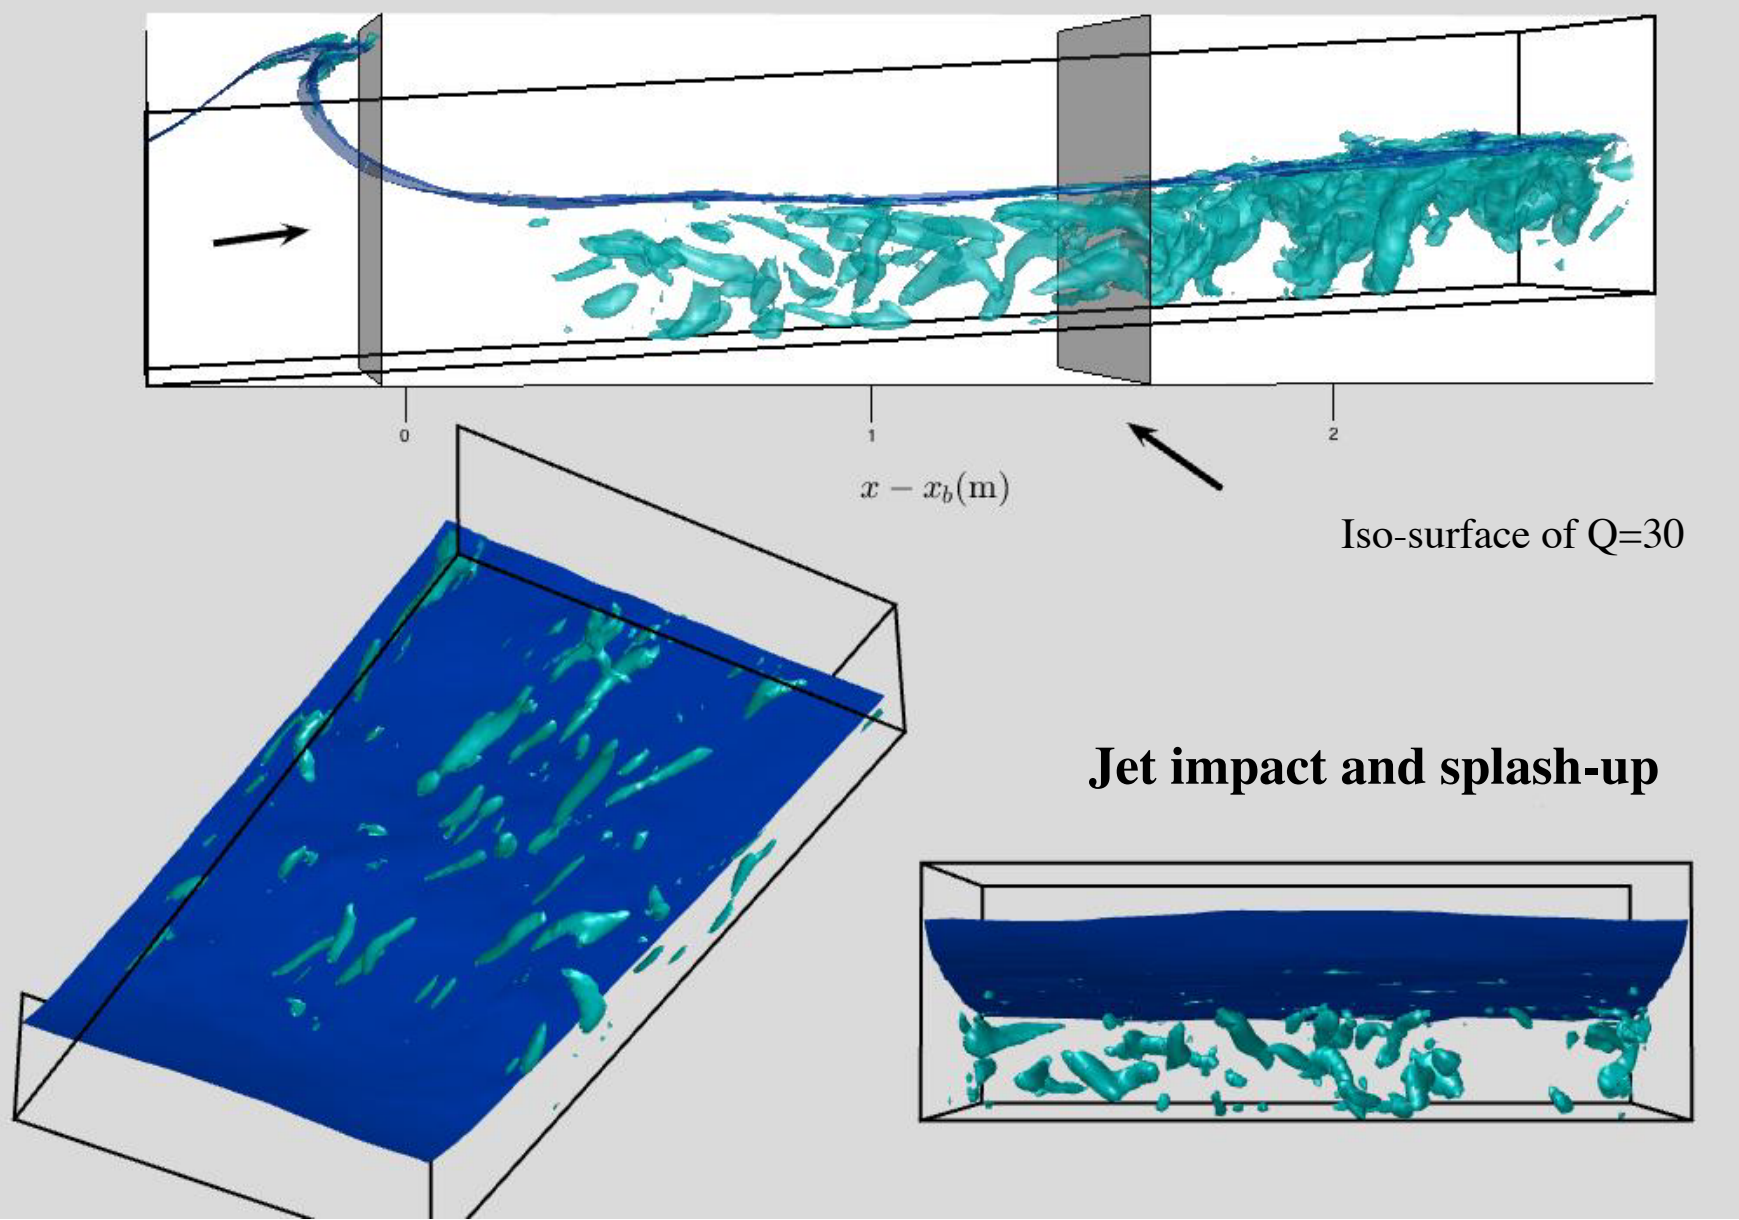 0 1 2
x − x_b(m)
Iso-surface of Q=30
Jet impact and splash-up